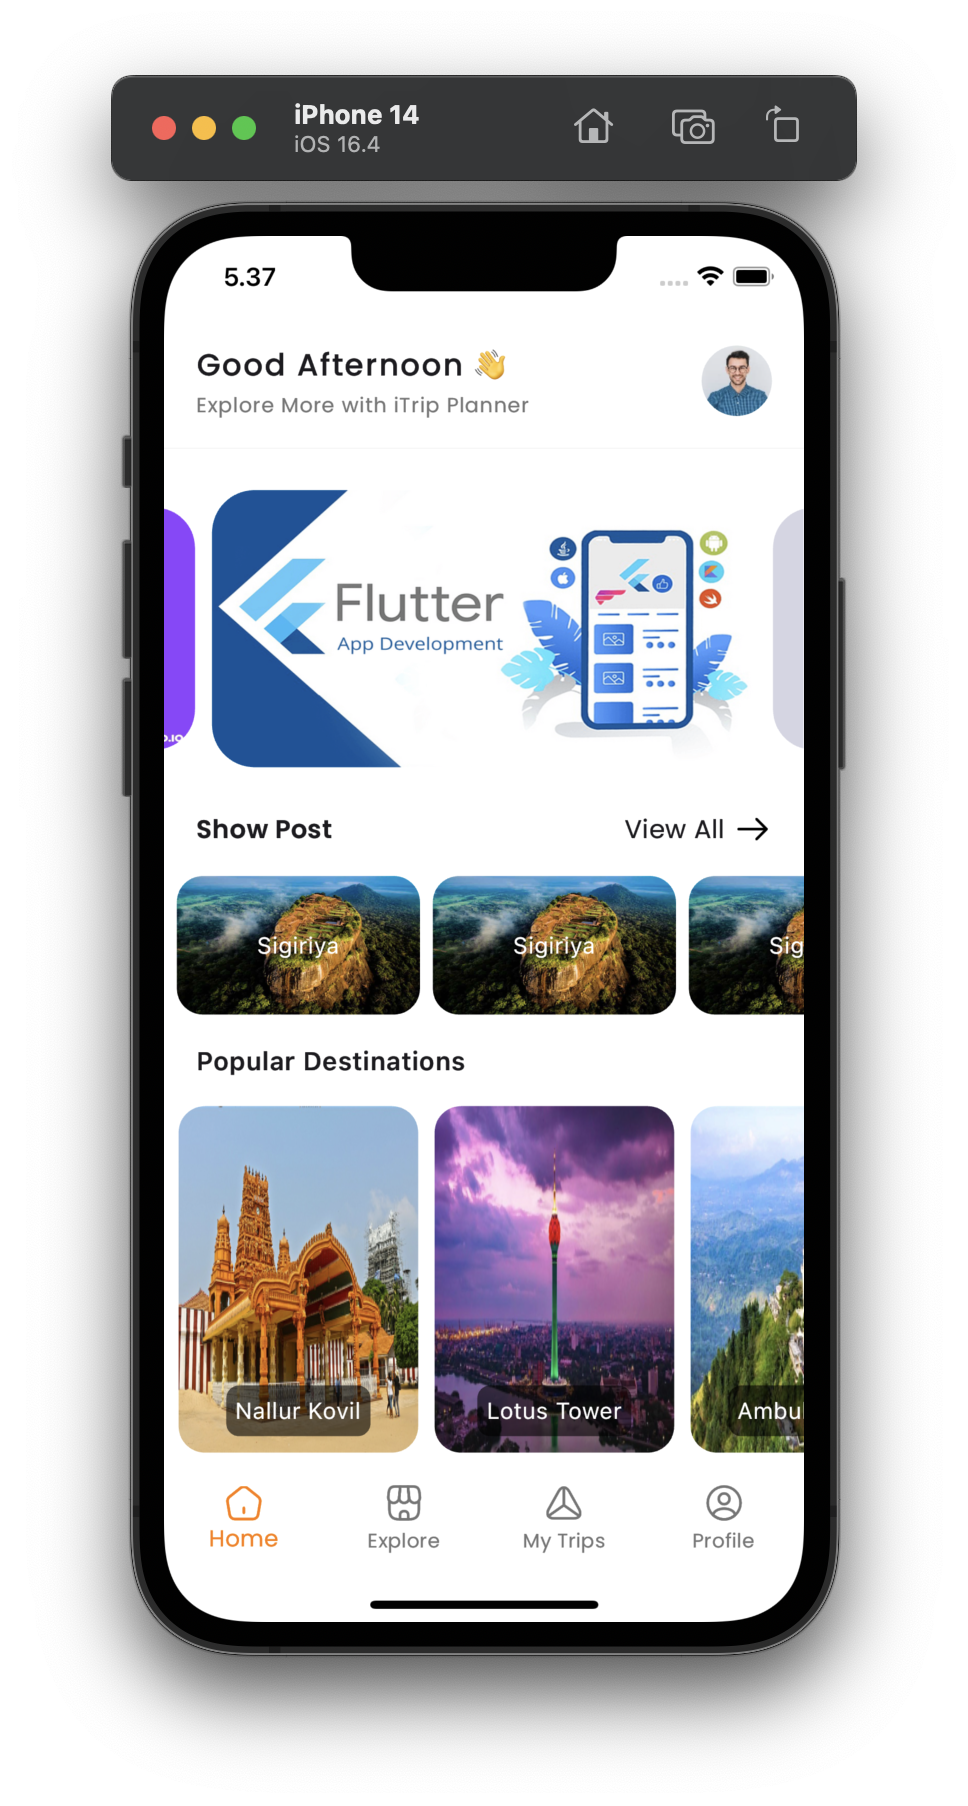 iPhone 14
iOS 16.4
5.37
Good Afternoon 👋
Explore More with iTrip Planner
Flutter
App Development
Show Post
View All →
Sigiriya
Sigiriya
Sig
Popular Destinations
Nallur Kovil
Lotus Tower
Ambul
Home
Explore
My Trips
Profile